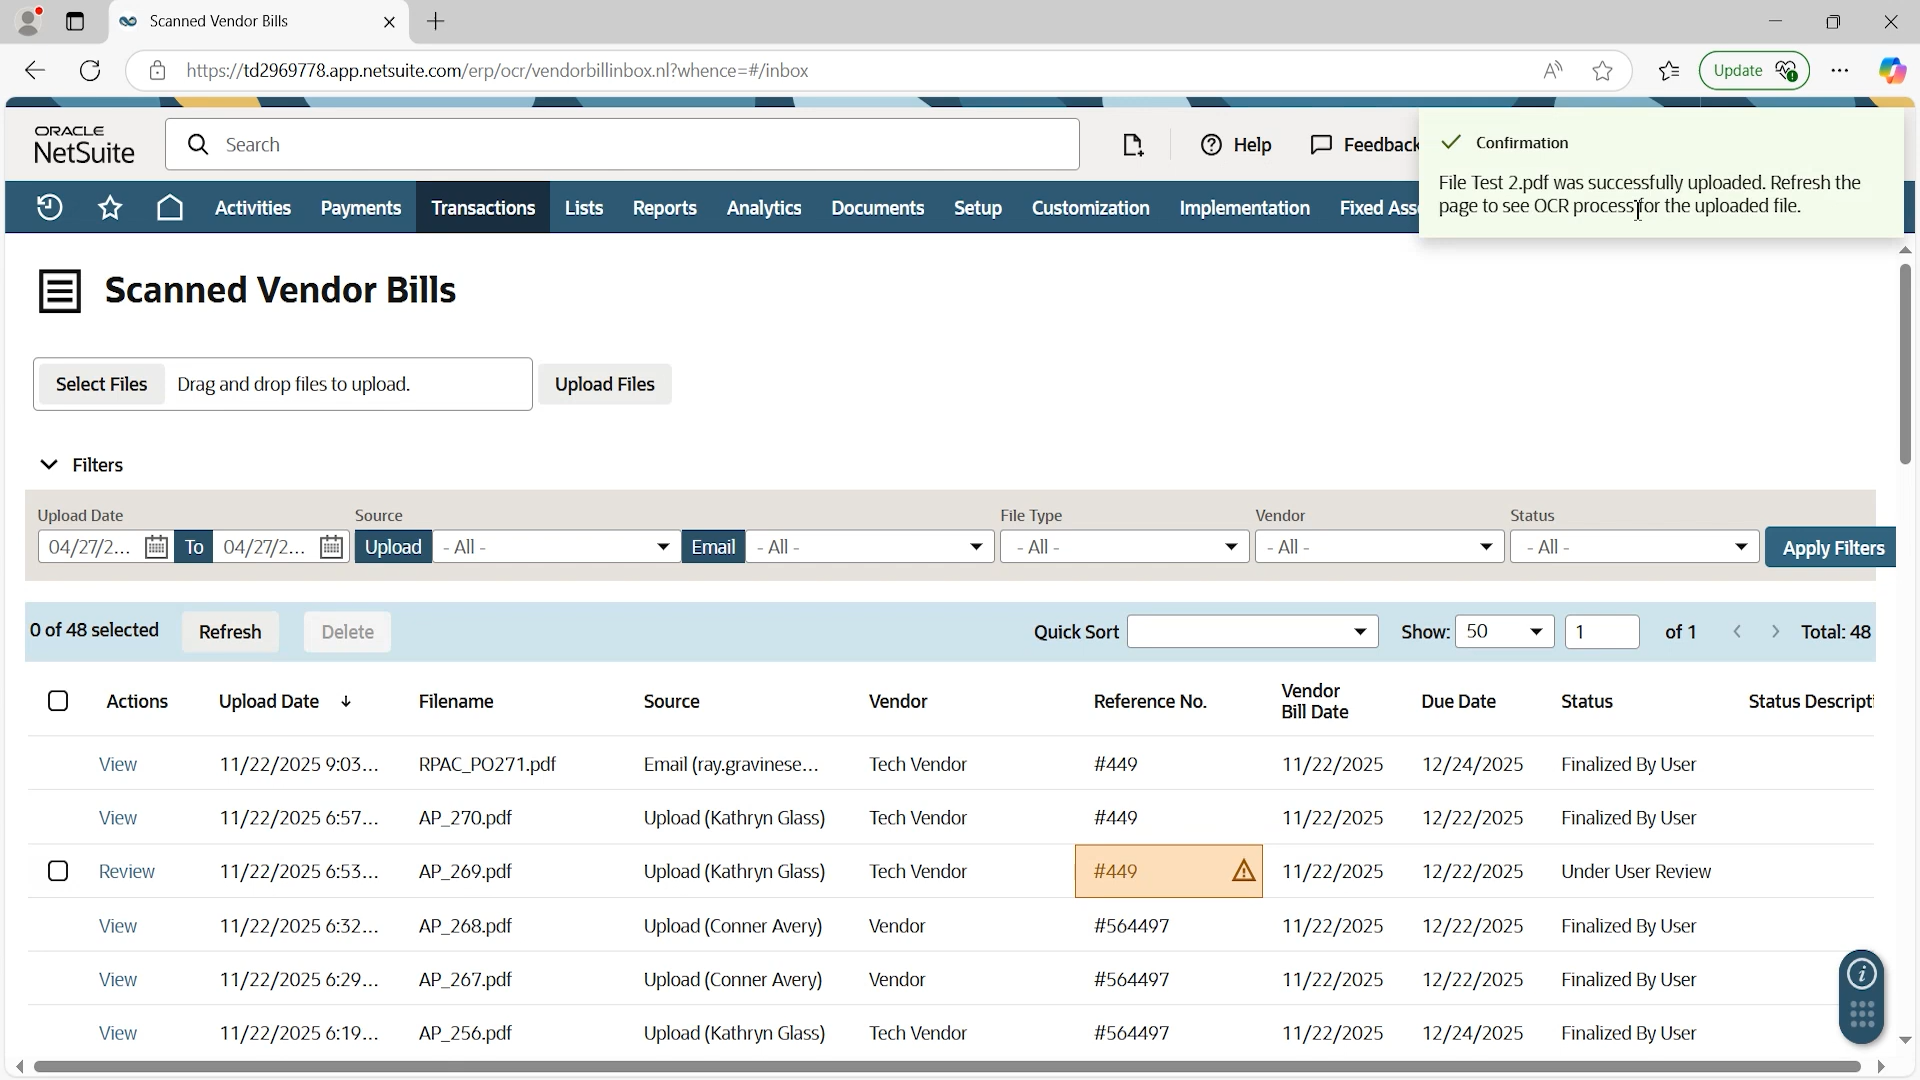 Scanned Vendor Bills
https://td2969778.app.netsuite.com/erp/ocr/vendorbillinbox.nl?whence=#/inbox
Update
ORACLE
NetSuite
Search
Help
Feedback
Confirmation
File Test 2.pdf was successfully uploaded. Refresh the
page to see OCR process for the uploaded file.
Activities Payments Transactions Lists Reports Analytics Documents Setup Customization Implementation Fixed Ass
Scanned Vendor Bills
Select Files Drag and drop files to upload. Upload Files
Filters
Upload Date Source File Type Vendor Status
04/27/2... To 04/27/2... Upload - All - Email - All - - All - - All - - All - Apply Filters
0 of 48 selected Refresh Delete Quick Sort Show: 50 1 of 1 Total: 48
Actions Upload Date Filename Source Vendor Reference No. Vendor Bill Date Due Date Status Status Descripti
View 11/22/2025 9:03... RPAC_PO271.pdf Email (ray.gravinese... Tech Vendor #449 11/22/2025 12/24/2025 Finalized By User
View 11/22/2025 6:57... AP_270.pdf Upload (Kathryn Glass) Tech Vendor #449 11/22/2025 12/22/2025 Finalized By User
Review 11/22/2025 6:53... AP_269.pdf Upload (Kathryn Glass) Tech Vendor #449 11/22/2025 12/22/2025 Under User Review
View 11/22/2025 6:32... AP_268.pdf Upload (Conner Avery) Vendor #564497 11/22/2025 12/22/2025 Finalized By User
View 11/22/2025 6:29... AP_267.pdf Upload (Conner Avery) Vendor #564497 11/22/2025 12/22/2025 Finalized By User
View 11/22/2025 6:19... AP_256.pdf Upload (Kathryn Glass) Tech Vendor #564497 11/22/2025 12/24/2025 Finalized By User